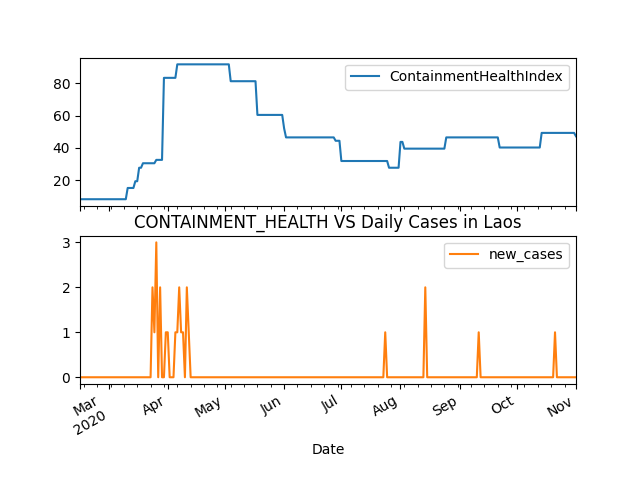 80
60
40
20
ContainmentHealthIndex
CONTAINMENT_HEALTH VS Daily Cases in Laos
3
2
1
0
new_cases
Mar
2020
Apr
May
Jun
Jul
Aug
Sep
Oct
Nov
Date